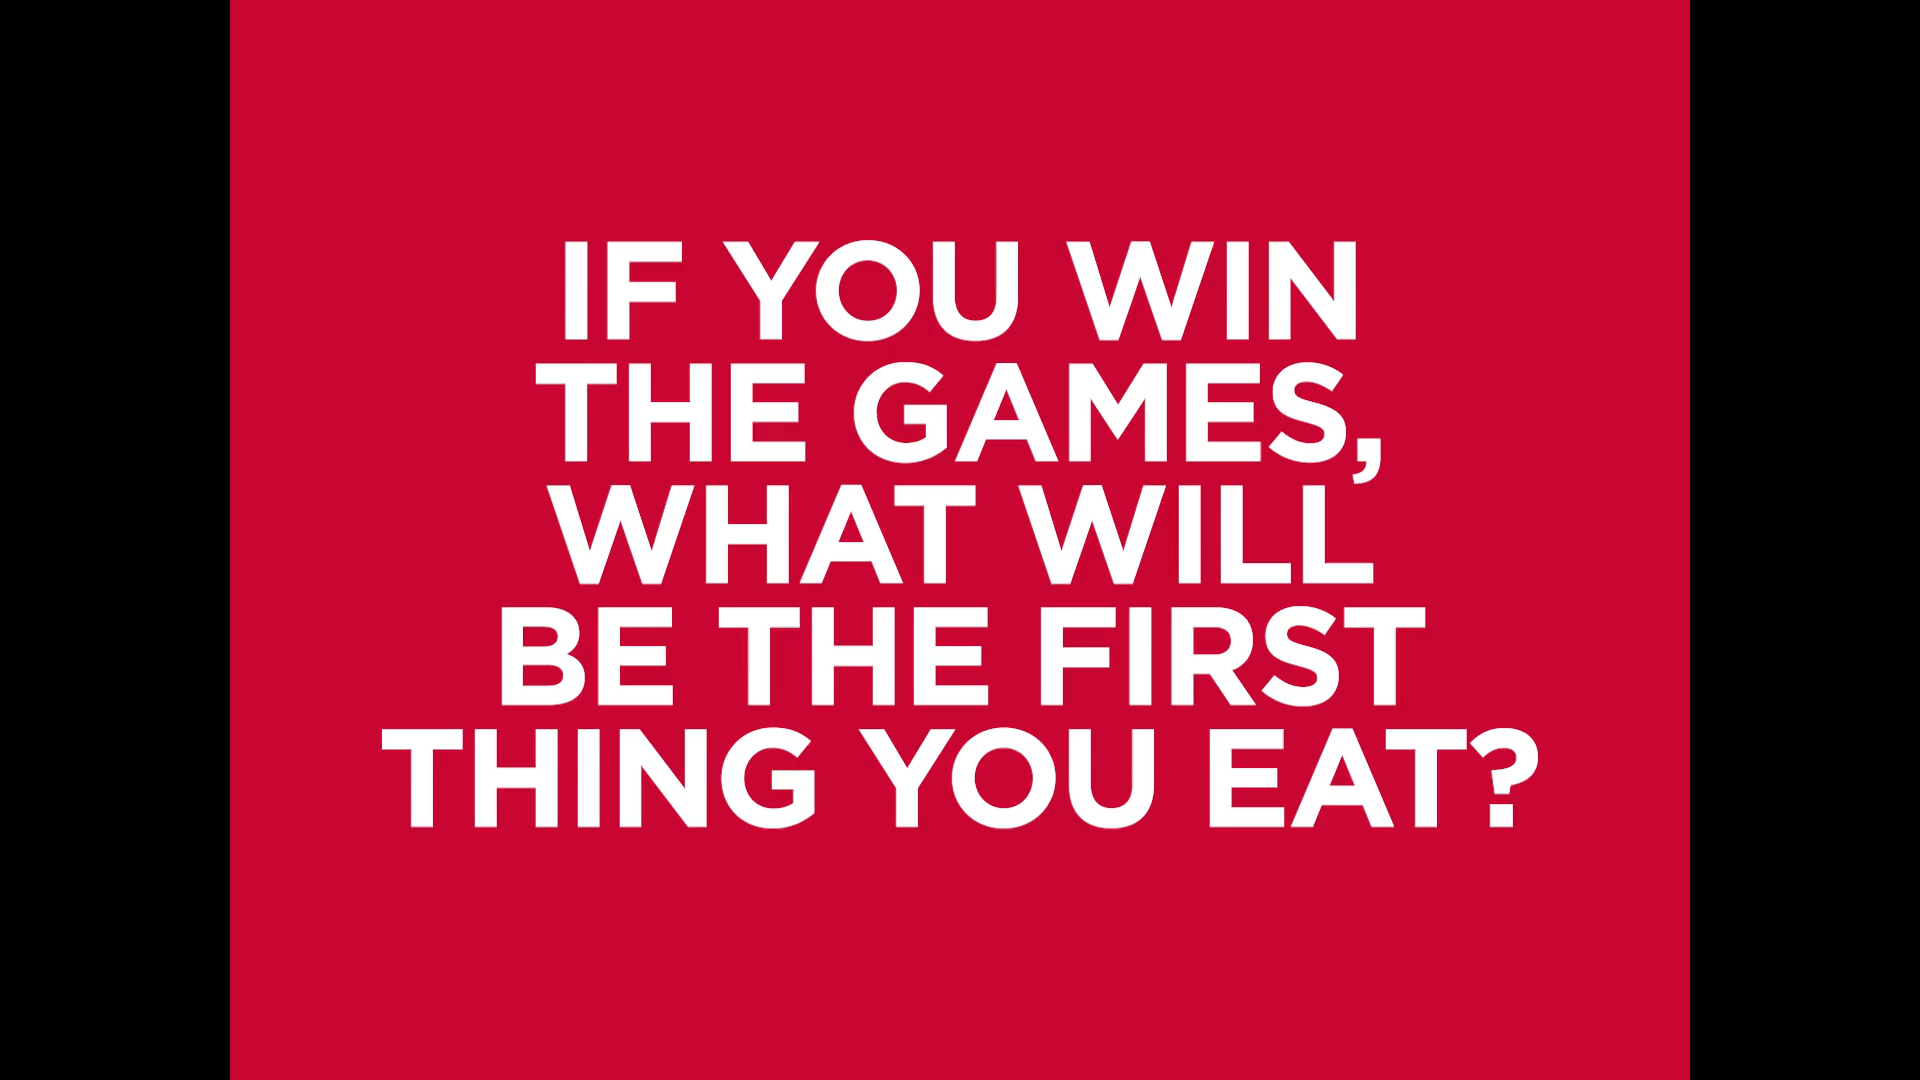 IF YOU WIN
THE GAMES,
WHAT WILL
BE THE FIRST
THING YOU EAT?